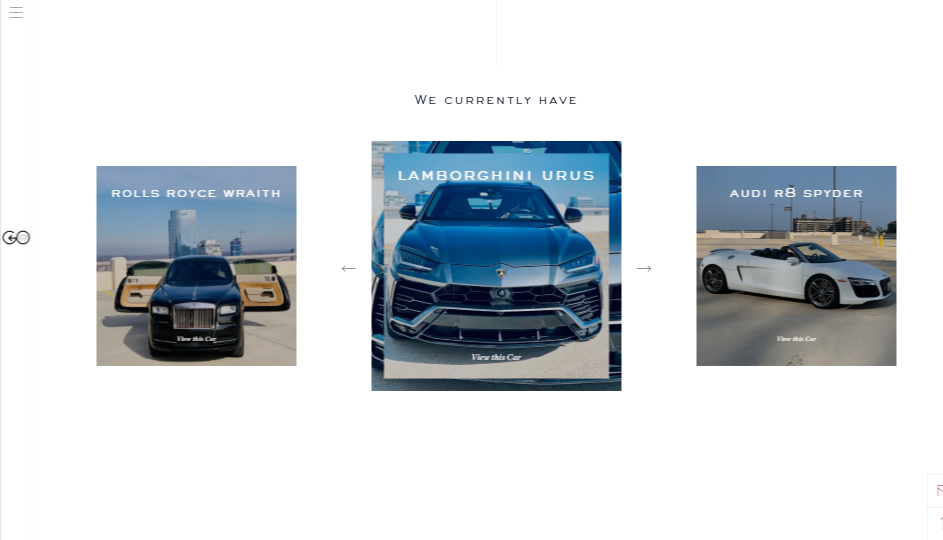 We currently have
ROLLS ROYCE WRAITH
LAMBORGHINI URUS
AUDI R8 SPYDER
GO
View this Car
View this Car
View this Car